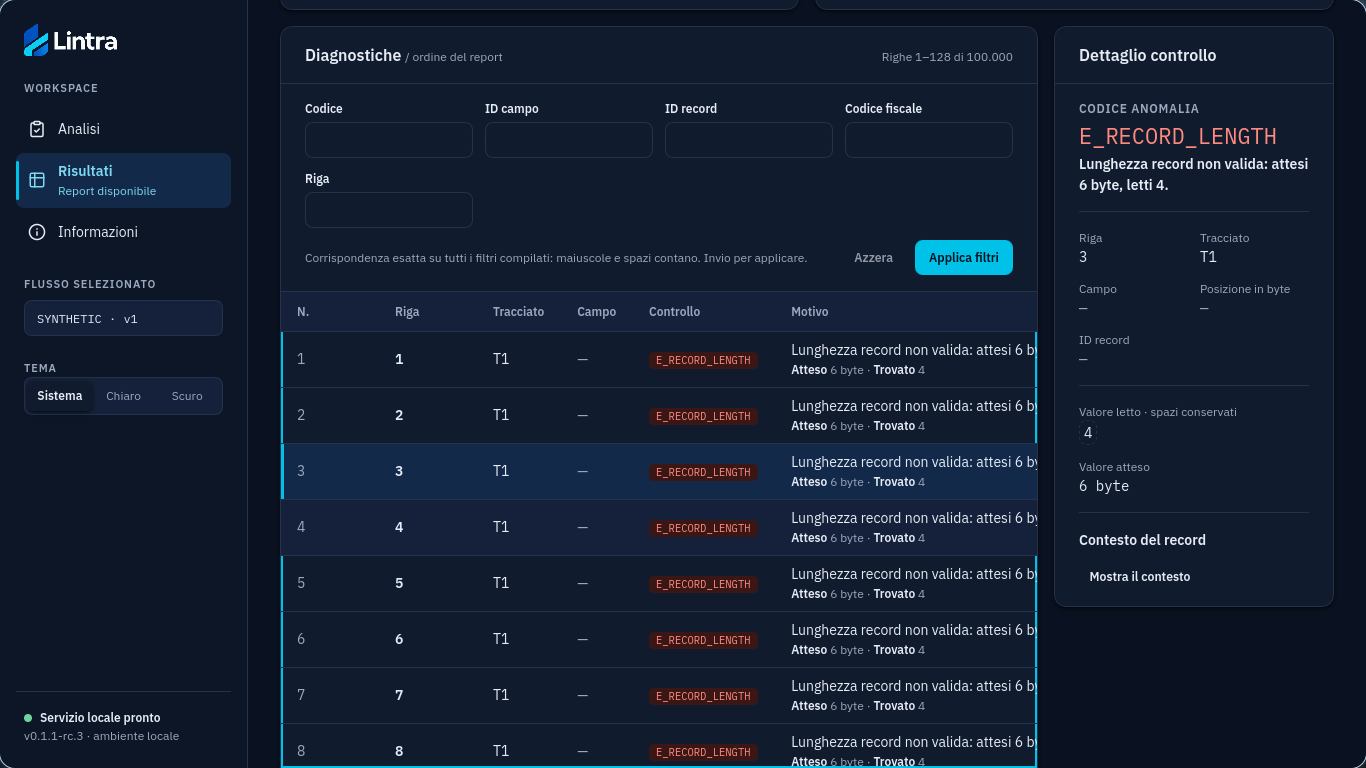 Lintra
WORKSPACE
Analisi
Risultati
Report disponibile
Informazioni
FLUSSO SELEZIONATO
SYNTHETIC · v1
TEMA
Sistema Chiaro Scuro
Servizio locale pronto
v0.1.1-rc.3 · ambiente locale
Diagnostiche / ordine del report
Righe 1–128 di 100.000
Codice ID campo ID record Codice fiscale
Riga
Corrispondenza esatta su tutti i filtri compilati: maiuscole e spazi contano. Invio per applicare.
Azzera Applica filtri
N. Riga Tracciato Campo Controllo Motivo
1 1 T1 — E_RECORD_LENGTH Lunghezza record non valida: attesi 6 by
Atteso 6 byte · Trovato 4
2 2 T1 — E_RECORD_LENGTH Lunghezza record non valida: attesi 6 by
Atteso 6 byte · Trovato 4
3 3 T1 — E_RECORD_LENGTH Lunghezza record non valida: attesi 6 by
Atteso 6 byte · Trovato 4
4 4 T1 — E_RECORD_LENGTH Lunghezza record non valida: attesi 6 by
Atteso 6 byte · Trovato 4
5 5 T1 — E_RECORD_LENGTH Lunghezza record non valida: attesi 6 by
Atteso 6 byte · Trovato 4
6 6 T1 — E_RECORD_LENGTH Lunghezza record non valida: attesi 6 by
Atteso 6 byte · Trovato 4
7 7 T1 — E_RECORD_LENGTH Lunghezza record non valida: attesi 6 by
Atteso 6 byte · Trovato 4
8 8 T1 — E_RECORD_LENGTH Lunghezza record non valida: attesi 6 by
Atteso 6 byte · Trovato 4
Dettaglio controllo
CODICE ANOMALIA
E_RECORD_LENGTH
Lunghezza record non valida: attesi
6 byte, letti 4.
Riga Tracciato
3 T1
Campo Posizione in byte
— —
ID record
—
Valore letto · spazi conservati
4
Valore atteso
6 byte
Contesto del record
Mostra il contesto